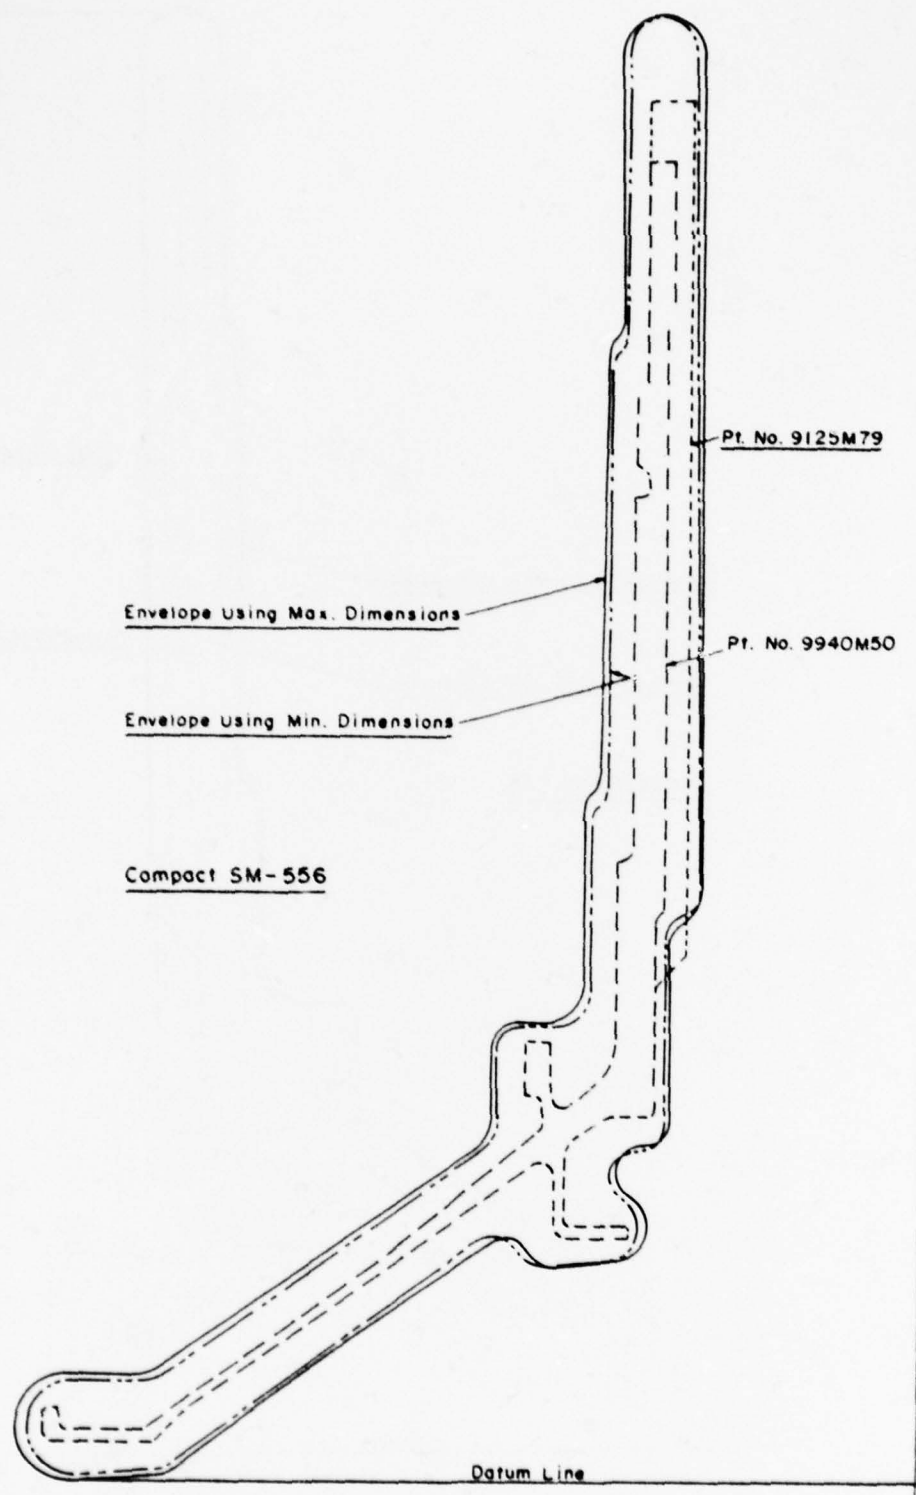 Pt. No. 9125M79
Envelope Using Max. Dimensions
Pt. No. 9940M50
Envelope Using Min. Dimensions
Compact SM-556
Datum Line